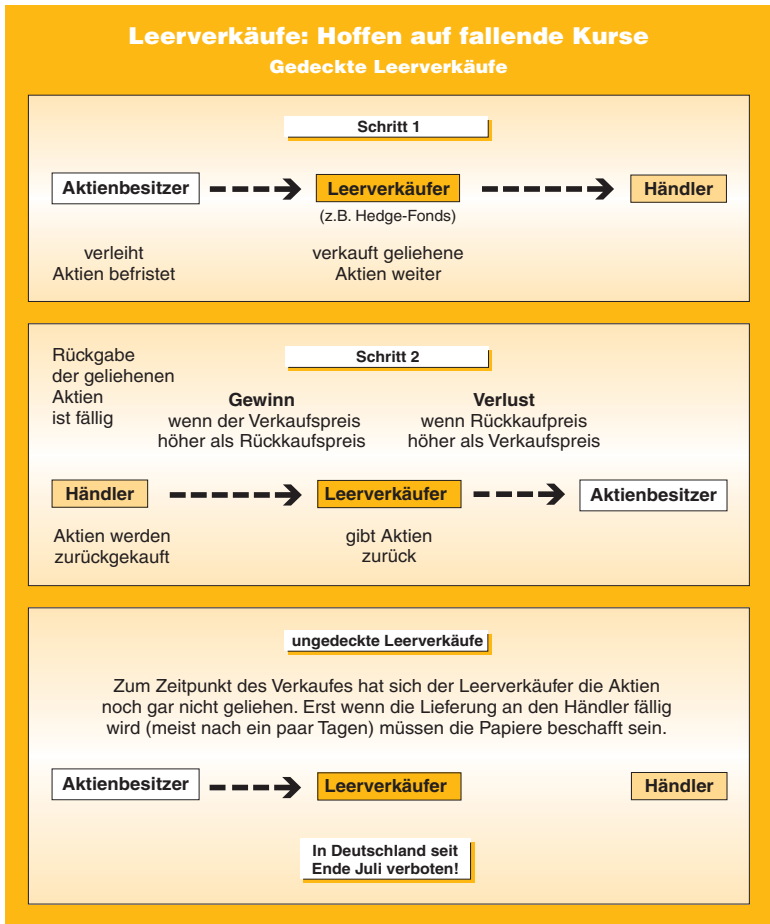 Leerverkäufe: Hoffen auf fallende Kurse
Gedeckte Leerverkäufe
Schritt 1
Aktienbesitzer
Leerverkäufer
Händler
(z.B. Hedge-Fonds)
verleiht
Aktien befristet
verkauft geliehene
Aktien weiter
Schritt 2
Rückgabe
der geliehenen
Aktien
ist fällig
Gewinn
wenn der Verkaufspreis
höher als Rückkaufspreis
Verlust
wenn Rückkaufpreis
höher als Verkaufspreis
Händler
Leerverkäufer
Aktienbesitzer
Aktien werden
zurückgekauft
gibt Aktien
zurück
ungedeckte Leerverkäufe
Zum Zeitpunkt des Verkaufes hat sich der Leerverkäufer die Aktien
noch gar nicht geliehen. Erst wenn die Lieferung an den Händler fällig
wird (meist nach ein paar Tagen) müssen die Papiere beschafft sein.
Aktienbesitzer
Leerverkäufer
Händler
In Deutschland seit
Ende Juli verboten!